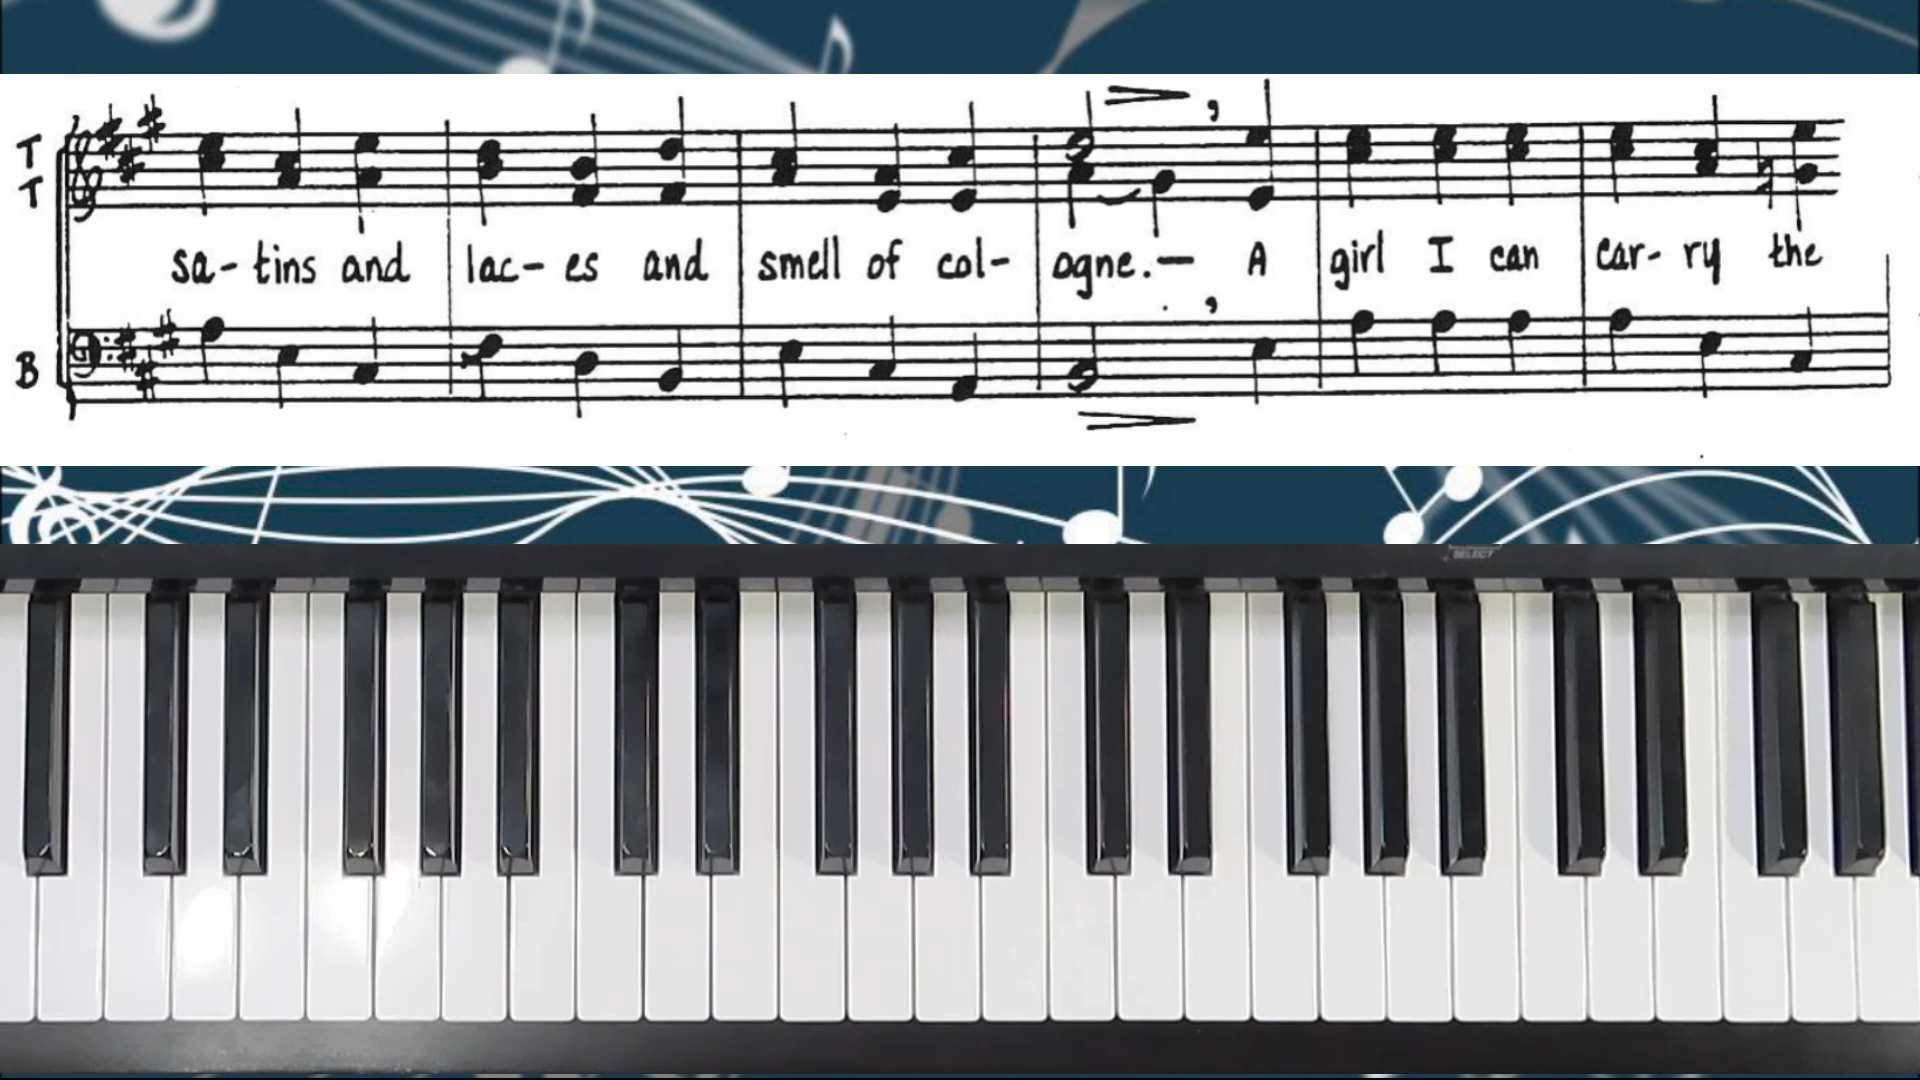 T
T
sa-tins and lac-es and smell of col-ogne.— A girl I can car-ry the
B
SELECT